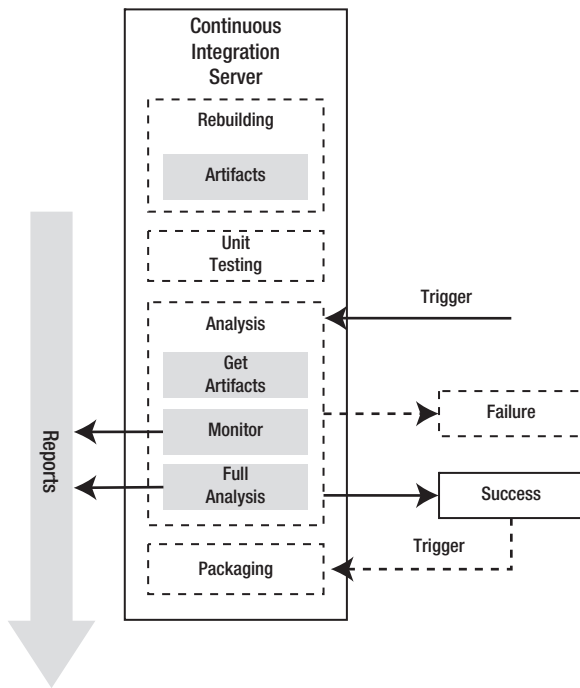 Continuous
Integration
Server
Rebuilding
Artifacts
Unit
Testing
Trigger
Analysis
Get
Artifacts
Failure
Monitor
Reports
Full
Analysis
Success
Trigger
Packaging